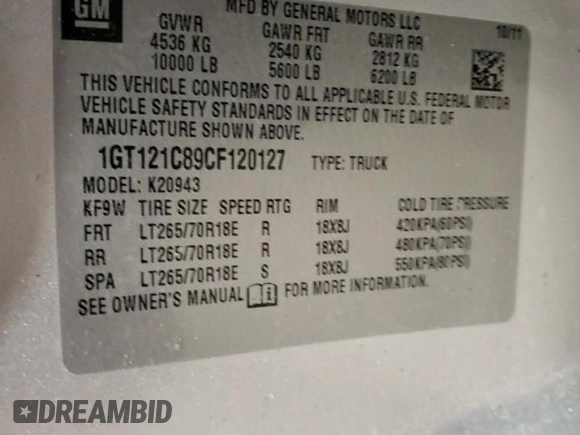 GM
MFD BY GENERAL MOTORS LLC
GVWR GAWR FRT GAWR RR 10/11
4536 KG 2540 KG 2812 KG
10000 LB 5600 LB 6200 LB
THIS VEHICLE CONFORMS TO ALL APPLICABLE U.S. FEDERAL MOTOR
VEHICLE SAFETY STANDARDS IN EFFECT ON THE DATE OF
MANUFACTURE SHOWN ABOVE.
1GT121C89CF120127 TYPE: TRUCK
MODEL: K20943
KF9W TIRE SIZE SPEED RTG RIM COLD TIRE PRESSURE
FRT LT265/70R18E R 18X8J 420KPA(60PSI)
RR LT265/70R18E R 18X8J 480KPA(70PSI)
SPA LT265/70R18E S 18X8J 550KPA(80PSI)
SEE OWNER'S MANUAL FOR MORE INFORMATION.
DREAMBID